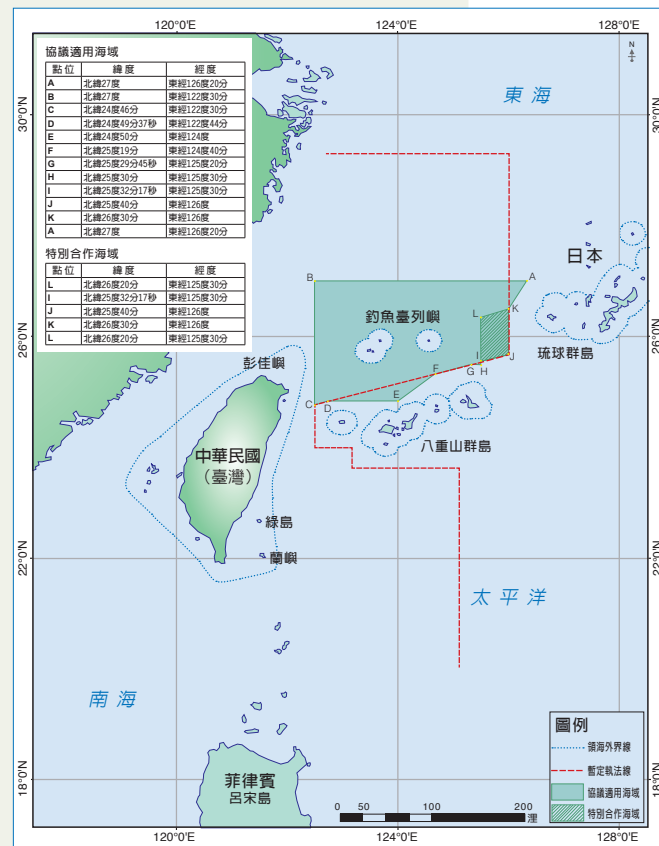 120°0'E 124°0'E 128°0'E
協議適用海域
點位 緯度 經度
A 北緯27度 東經126度20分
B 北緯27度 東經122度30分
C 北緯24度46分 東經122度30分
D 北緯24度49分37秒 東經122度44分
E 北緯24度50分 東經124度
F 北緯25度19分 東經124度40分
G 北緯25度29分45秒 東經125度20分
H 北緯25度30分 東經125度30分
I 北緯25度32分17秒 東經125度30分
J 北緯25度40分 東經126度
K 北緯26度30分 東經126度
A 北緯27度 東經126度20分
特別合作海域
點位 緯度 經度
L 北緯26度20分 東經125度30分
I 北緯25度32分17秒 東經125度30分
J 北緯25度40分 東經126度
K 北緯26度30分 東經126度
L 北緯26度20分 東經125度30分
N
東海
30°0'N 30°0'N
日本
B A
K
L
釣魚臺列嶼
26°0'N 26°0'N
琉球群島
I J
G H
F
彭佳嶼
E
C D
八重山群島
中華民國
（臺灣）
綠島
蘭嶼
22°0'N 22°0'N
太平洋
南海
菲律賓
呂宋島
18°0'N 18°0'N
圖例
領海外界線
暫定執法線
協議適用海域
特別合作海域
0 50 100 200
浬
120°0'E 124°0'E 128°0'E